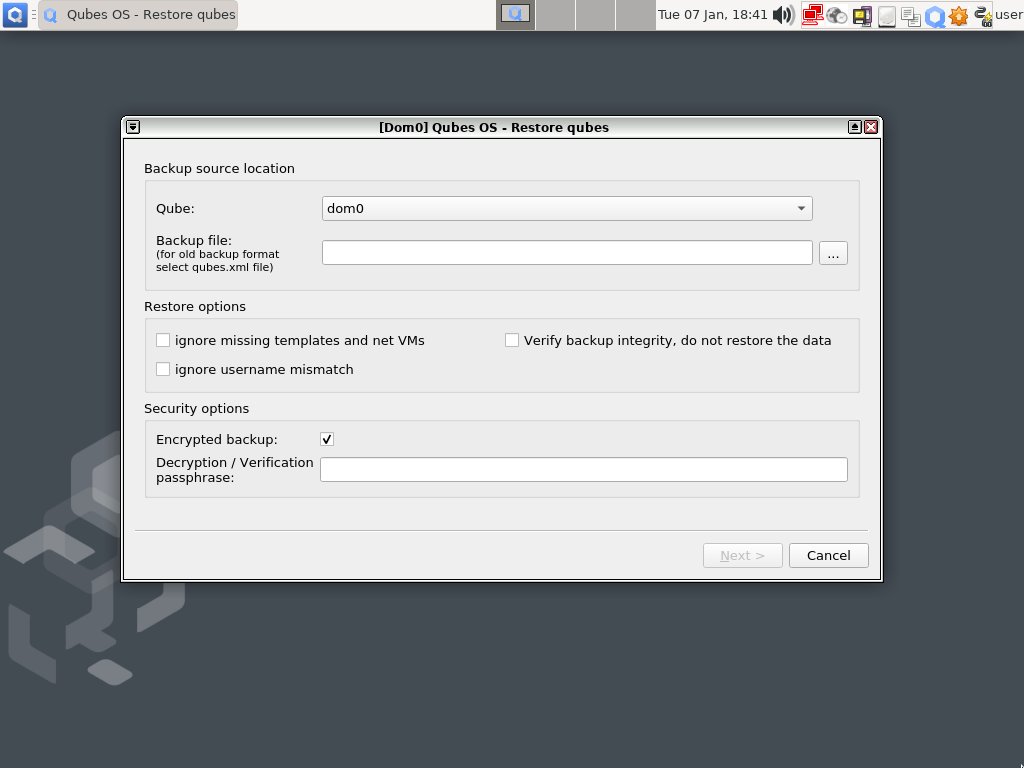 Qubes OS - Restore qubes
Tue 07 Jan, 18:41
user
[Dom0] Qubes OS - Restore qubes
Backup source location
Qube:
dom0
Backup file:
(for old backup format
select qubes.xml file)
...
Restore options
ignore missing templates and net VMs
Verify backup integrity, do not restore the data
ignore username mismatch
Security options
Encrypted backup:
Decryption / Verification
passphrase:
Next >
Cancel